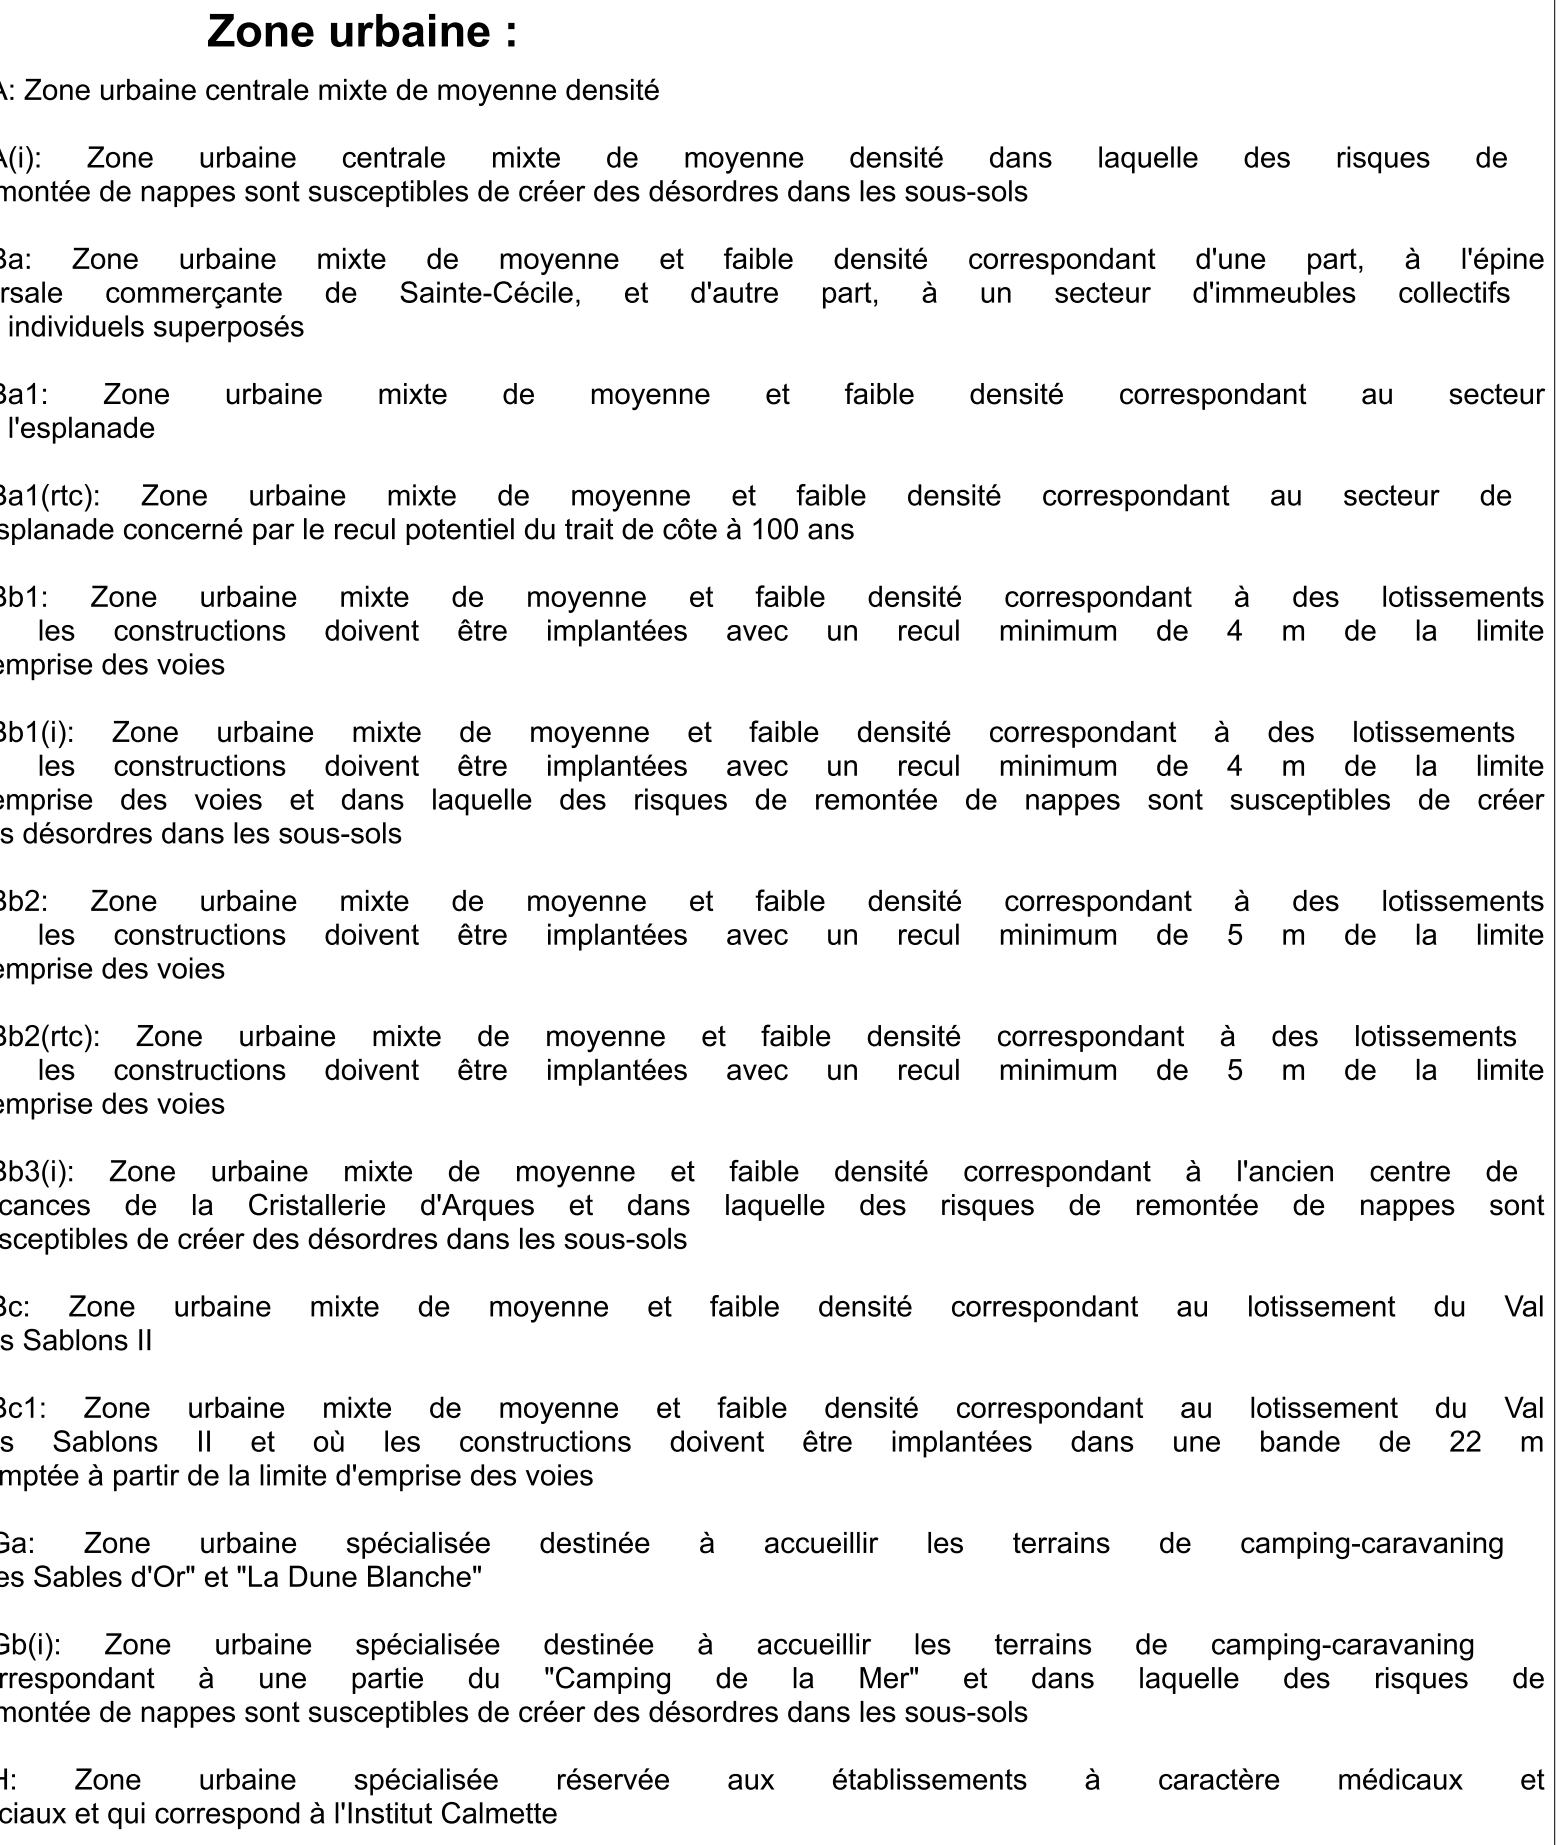 Zone urbaine :
A: Zone urbaine centrale mixte de moyenne densité
A(i): Zone urbaine centrale mixte de moyenne densité dans laquelle des risques de
montée de nappes sont susceptibles de créer des désordres dans les sous-sols
Ba: Zone urbaine mixte de moyenne et faible densité correspondant d'une part, à l'épine
rsale commerçante de Sainte-Cécile, et d'autre part, à un secteur d'immeubles collectifs
individuels superposés
Ba1: Zone urbaine mixte de moyenne et faible densité correspondant au secteur
l'esplanade
Ba1(rtc): Zone urbaine mixte de moyenne et faible densité correspondant au secteur de
splanade concerné par le recul potentiel du trait de côte à 100 ans
Bb1: Zone urbaine mixte de moyenne et faible densité correspondant à des lotissements
les constructions doivent être implantées avec un recul minimum de 4 m de la limite
emprise des voies
Bb1(i): Zone urbaine mixte de moyenne et faible densité correspondant à des lotissements
les constructions doivent être implantées avec un recul minimum de 4 m de la limite
emprise des voies et dans laquelle des risques de remontée de nappes sont susceptibles de créer
s désordres dans les sous-sols
Bb2: Zone urbaine mixte de moyenne et faible densité correspondant à des lotissements
les constructions doivent être implantées avec un recul minimum de 5 m de la limite
emprise des voies
Bb2(rtc): Zone urbaine mixte de moyenne et faible densité correspondant à des lotissements
les constructions doivent être implantées avec un recul minimum de 5 m de la limite
emprise des voies
Bb3(i): Zone urbaine mixte de moyenne et faible densité correspondant à l'ancien centre de
cances de la Cristallerie d'Arques et dans laquelle des risques de remontée de nappes sont
sceptibles de créer des désordres dans les sous-sols
Bc: Zone urbaine mixte de moyenne et faible densité correspondant au lotissement du Val
s Sablons II
Bc1: Zone urbaine mixte de moyenne et faible densité correspondant au lotissement du Val
s Sablons II et où les constructions doivent être implantées dans une bande de 22 m
mptée à partir de la limite d'emprise des voies
Ga: Zone urbaine spécialisée destinée à accueillir les terrains de camping-caravaning
es Sables d'Or" et "La Dune Blanche"
Gb(i): Zone urbaine spécialisée destinée à accueillir les terrains de camping-caravaning
rrespondant à une partie du "Camping de la Mer" et dans laquelle des risques de
montée de nappes sont susceptibles de créer des désordres dans les sous-sols
H: Zone urbaine spécialisée réservée aux établissements à caractère médicaux et
ciaux et qui correspond à l'Institut Calmette